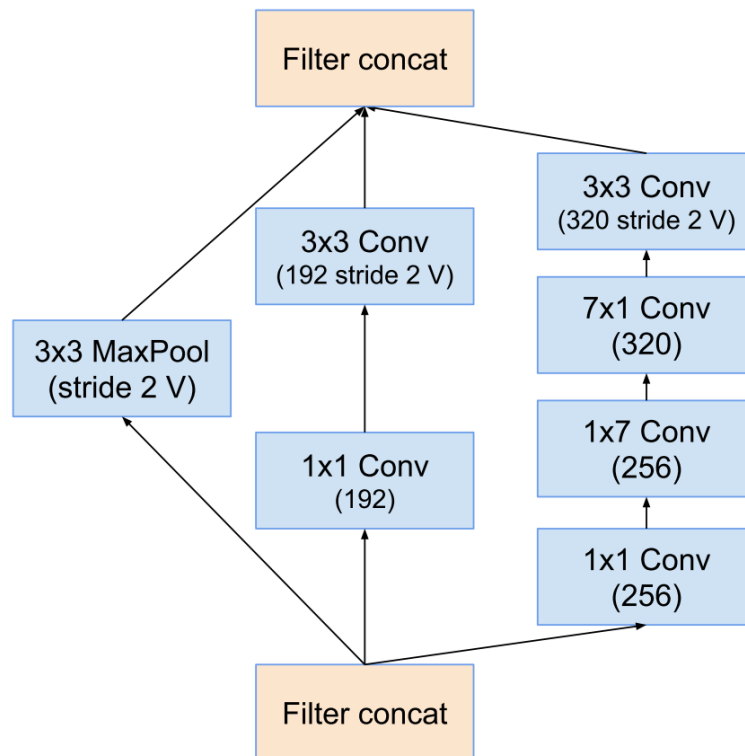 Filter concat
3x3 Conv
(320 stride 2 V)
3x3 Conv
(192 stride 2 V)
7x1 Conv
(320)
3x3 MaxPool
(stride 2 V)
1x7 Conv
(256)
1x1 Conv
(192)
1x1 Conv
(256)
Filter concat